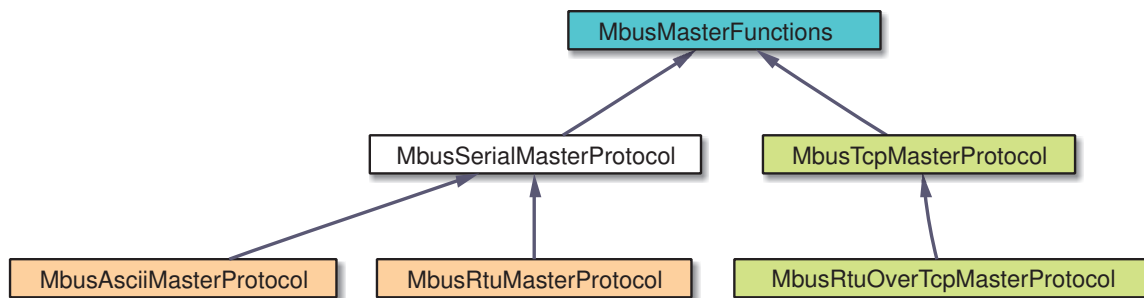 MbusMasterFunctions
MbusSerialMasterProtocol
MbusTcpMasterProtocol
MbusAsciiMasterProtocol
MbusRtuMasterProtocol
MbusRtuOverTcpMasterProtocol